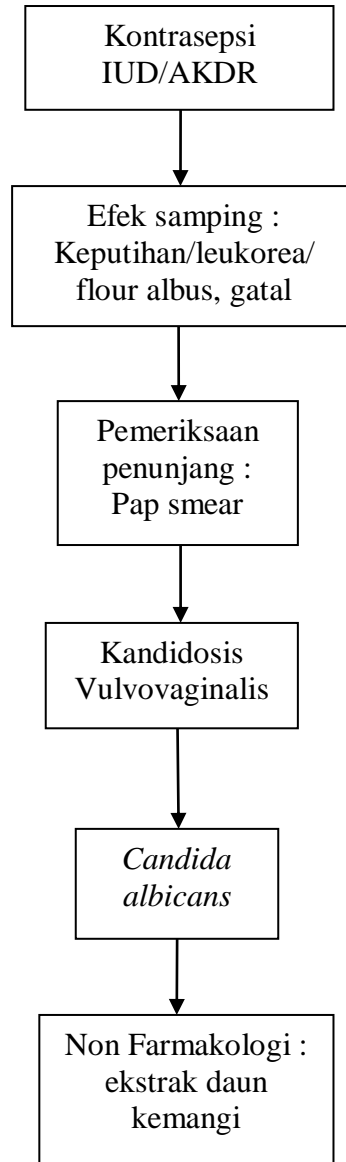 Kontrasepsi
IUD/AKDR
Efek samping :
Keputihan/leukorea/
flour albus, gatal
Pemeriksaan
penunjang :
Pap smear
Kandidosis
Vulvovaginalis
Candida
albicans
Non Farmakologi :
ekstrak daun
kemangi